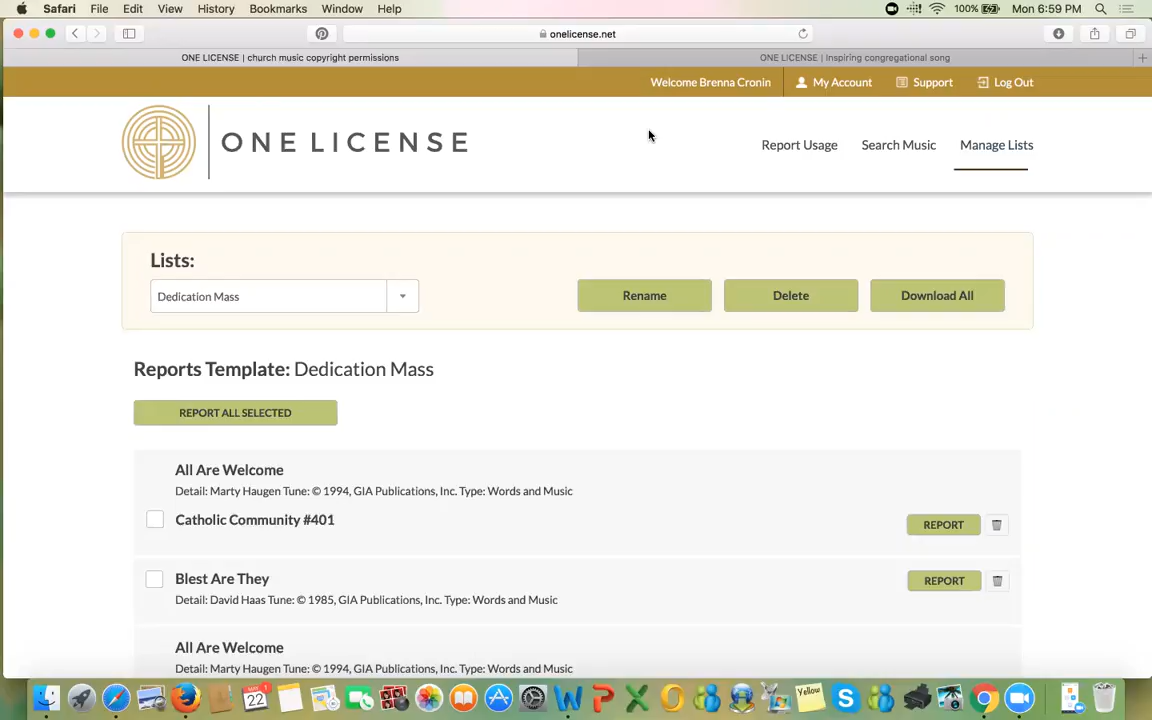 Safari File Edit View History Bookmarks Window Help 100% Mon 6:59 PM
onelicense.net
ONE LICENSE | church music copyright permissions ONE LICENSE | Inspiring congregational song
Welcome Brenna Cronin My Account Support Log Out
ONE LICENSE
Report Usage Search Music Manage Lists
Lists:
Dedication Mass Rename Delete Download All
Reports Template: Dedication Mass
REPORT ALL SELECTED
All Are Welcome
Detail: Marty Haugen Tune: © 1994, GIA Publications, Inc. Type: Words and Music
Catholic Community #401 REPORT
Blest Are They REPORT
Detail: David Haas Tune: © 1985, GIA Publications, Inc. Type: Words and Music
All Are Welcome
Detail: Marty Haugen Tune: © 1994, GIA Publications, Inc. Type: Words and Music
MAY 22 1 Yellow